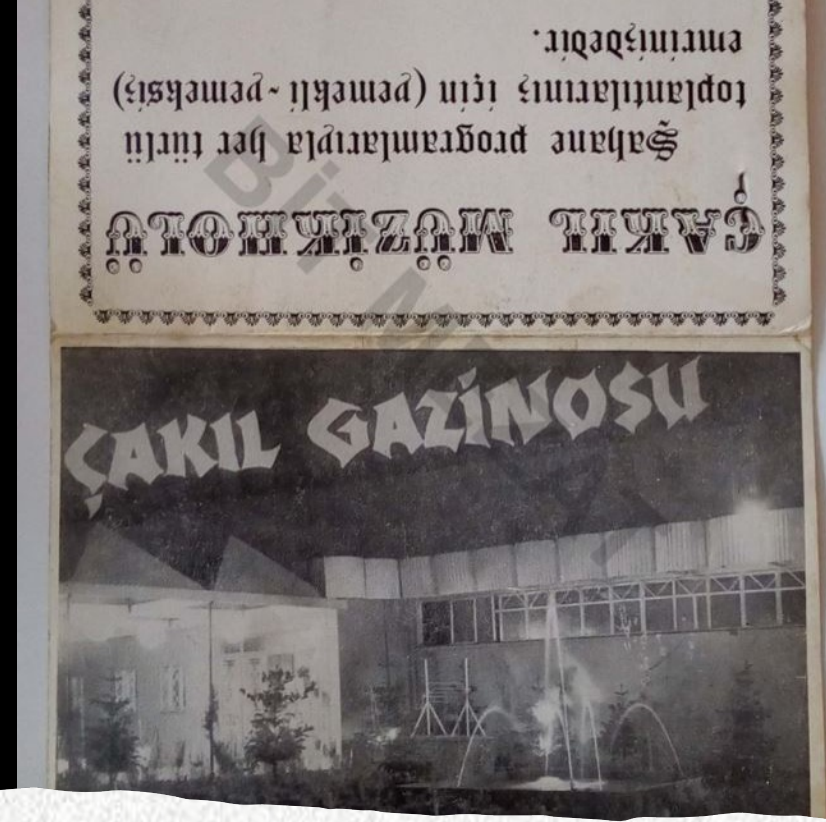 ÇAKIL MÜZİKHOLÜ
Şahane programlarıyla her türlü
toplantılarınız için (yemekli-yemeksiz)
emrinizdedir.
ÇAKIL GAZİNOSU